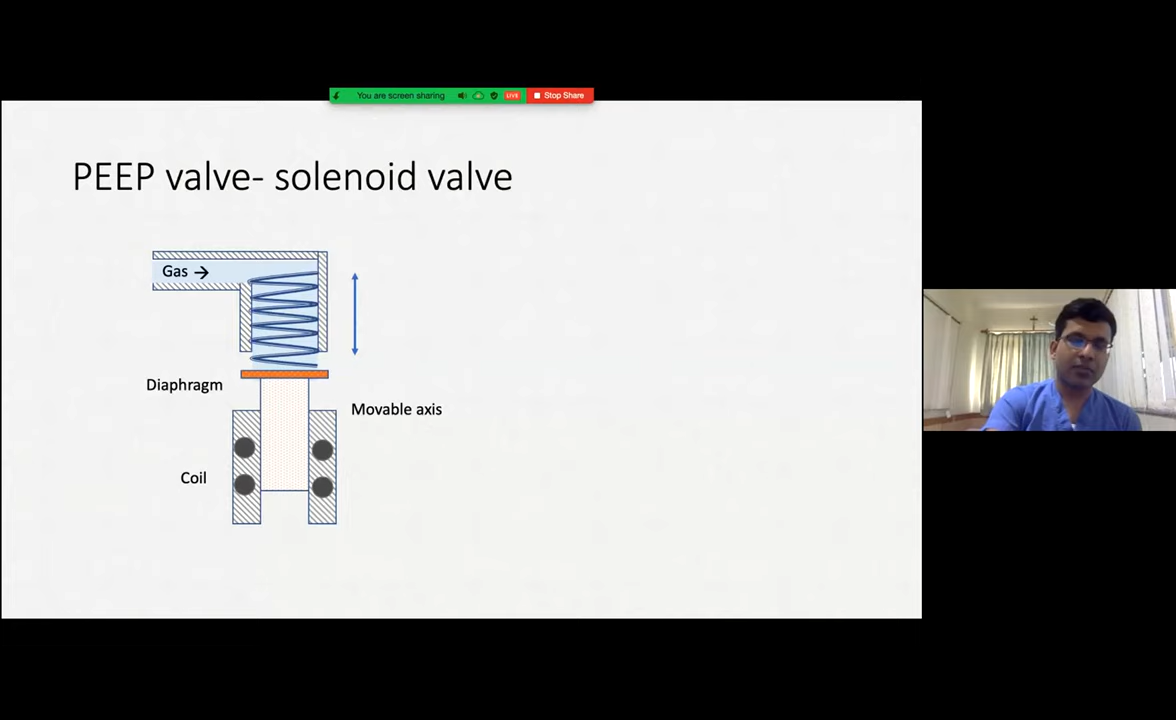 You are screen sharing
LIVE
Stop Share
PEEP valve- solenoid valve
Gas →
Diaphragm
Movable axis
Coil